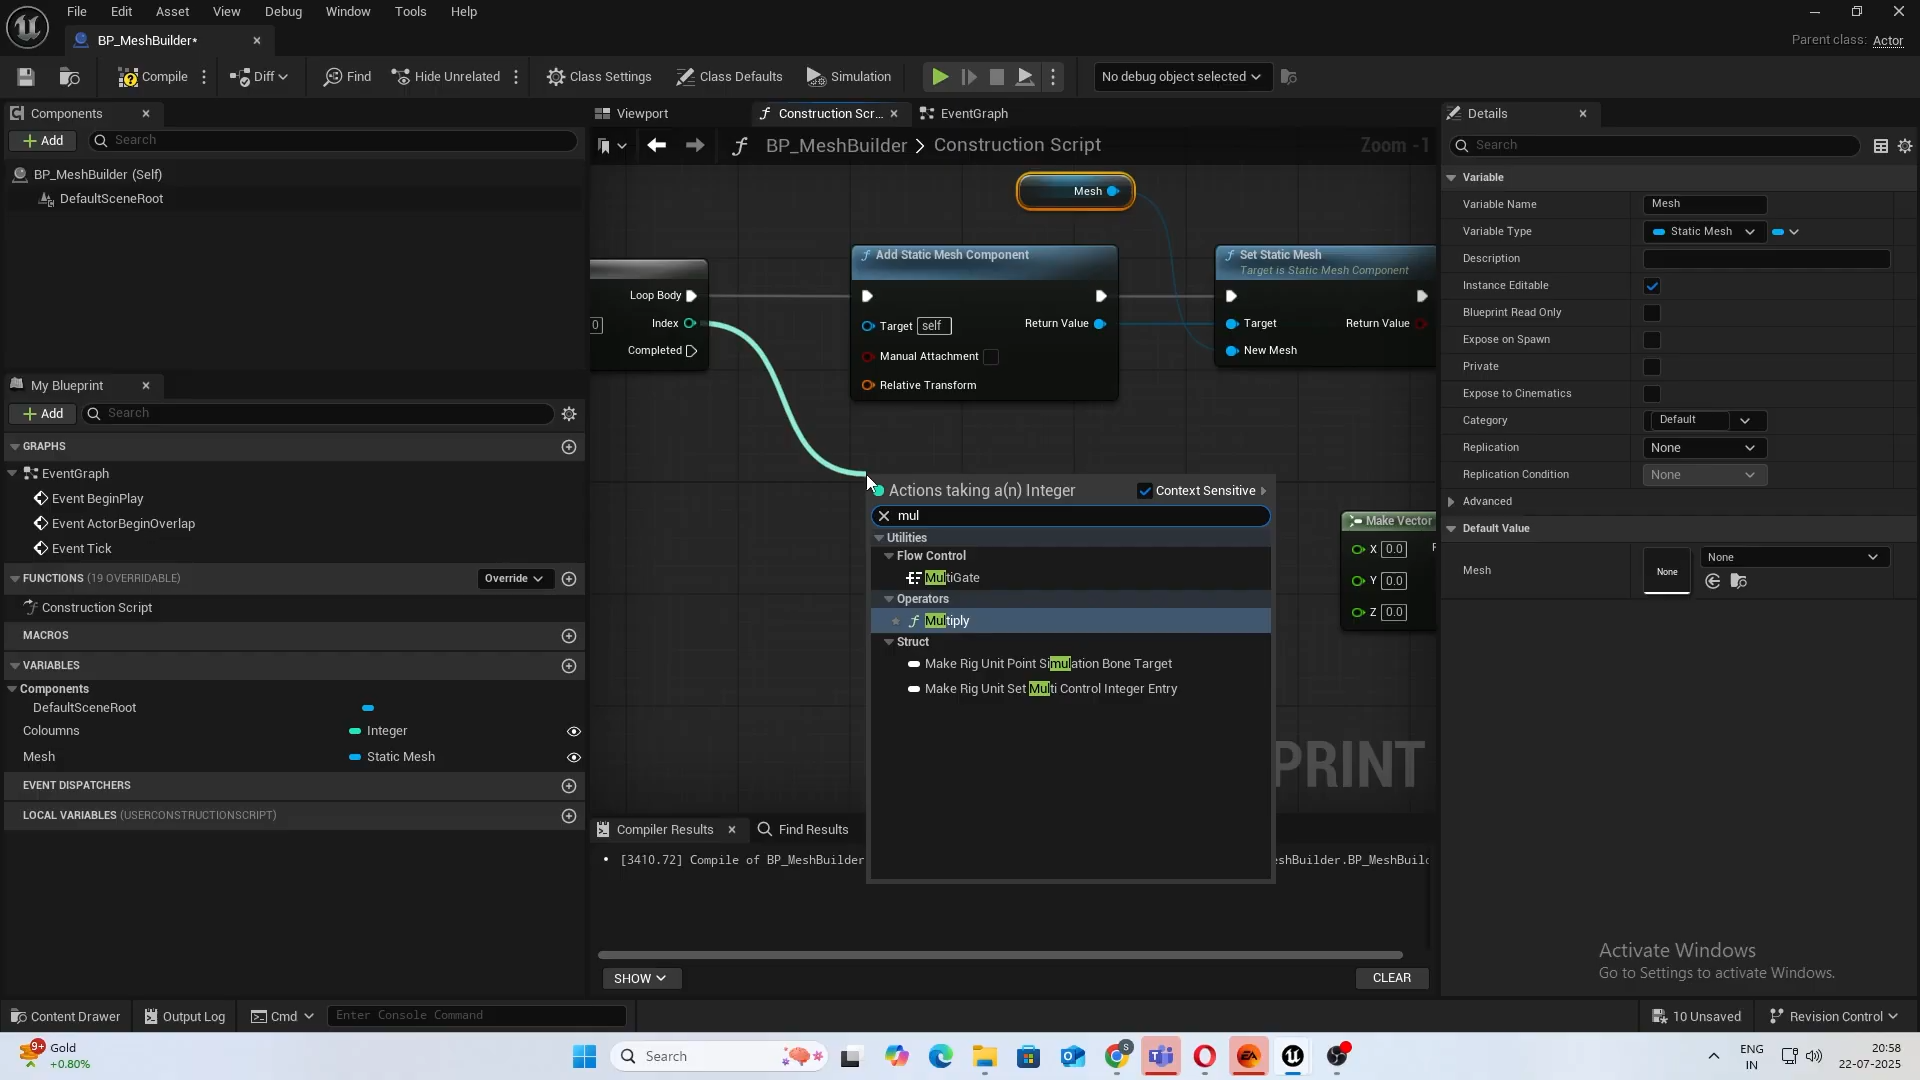 File Edit Asset View Debug Window Tools Help
BP_MeshBuilder*
Parent class: Actor
Compile
Diff
Find
Hide Unrelated
Class Settings
Class Defaults
Simulation
No debug object selected
Components
Add
Search
BP_MeshBuilder (Self)
DefaultSceneRoot
My Blueprint
Add
Search
GRAPHS
EventGraph
Event BeginPlay
Event ActorBeginOverlap
Event Tick
FUNCTIONS (19 OVERRIDABLE)
Override
Construction Script
MACROS
VARIABLES
Components
DefaultSceneRoot
Coloumns Integer
Mesh Static Mesh
EVENT DISPATCHERS
LOCAL VARIABLES (USERCONSTRUCTIONSCRIPT)
Viewport
Construction Scr...
EventGraph
BP_MeshBuilder > Construction Script
Zoom -1
Mesh
Loop Body
0
Index
Completed
Add Static Mesh Component
Target self
Return Value
Manual Attachment
Relative Transform
Set Static Mesh
Target is Static Mesh Component
Target
Return Value
New Mesh
Make Vector
X 0.0
Y 0.0
Z 0.0
PRINT
Actions taking a(n) Integer
Context Sensitive
mul
Utilities
Flow Control
MultiGate
Operators
Multiply
Struct
Make Rig Unit Point Simulation Bone Target
Make Rig Unit Set Multi Control Integer Entry
Compiler Results
Find Results
[3410.72] Compile of BP_MeshBuilder
eshBuilder.BP_MeshBuil
SHOW
CLEAR
Details
Search
Variable
Variable Name Mesh
Variable Type Static Mesh
Description
Instance Editable
Blueprint Read Only
Expose on Spawn
Private
Expose to Cinematics
Category Default
Replication None
Replication Condition None
Advanced
Default Value
Mesh
None
None
Activate Windows
Go to Settings to activate Windows.
Content Drawer
Output Log
Cmd
Enter Console Command
10 Unsaved
Revision Control
9+
Gold
+0.80%
Search
ENG
IN
20:58
22-07-2025